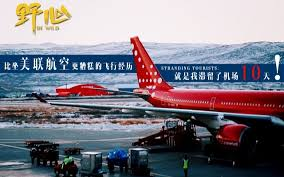 野心
IN WILD
比坐美联航空更糟糕的飞行经历
STRANDING TOURISTS:
就是我滞留了机场10天!